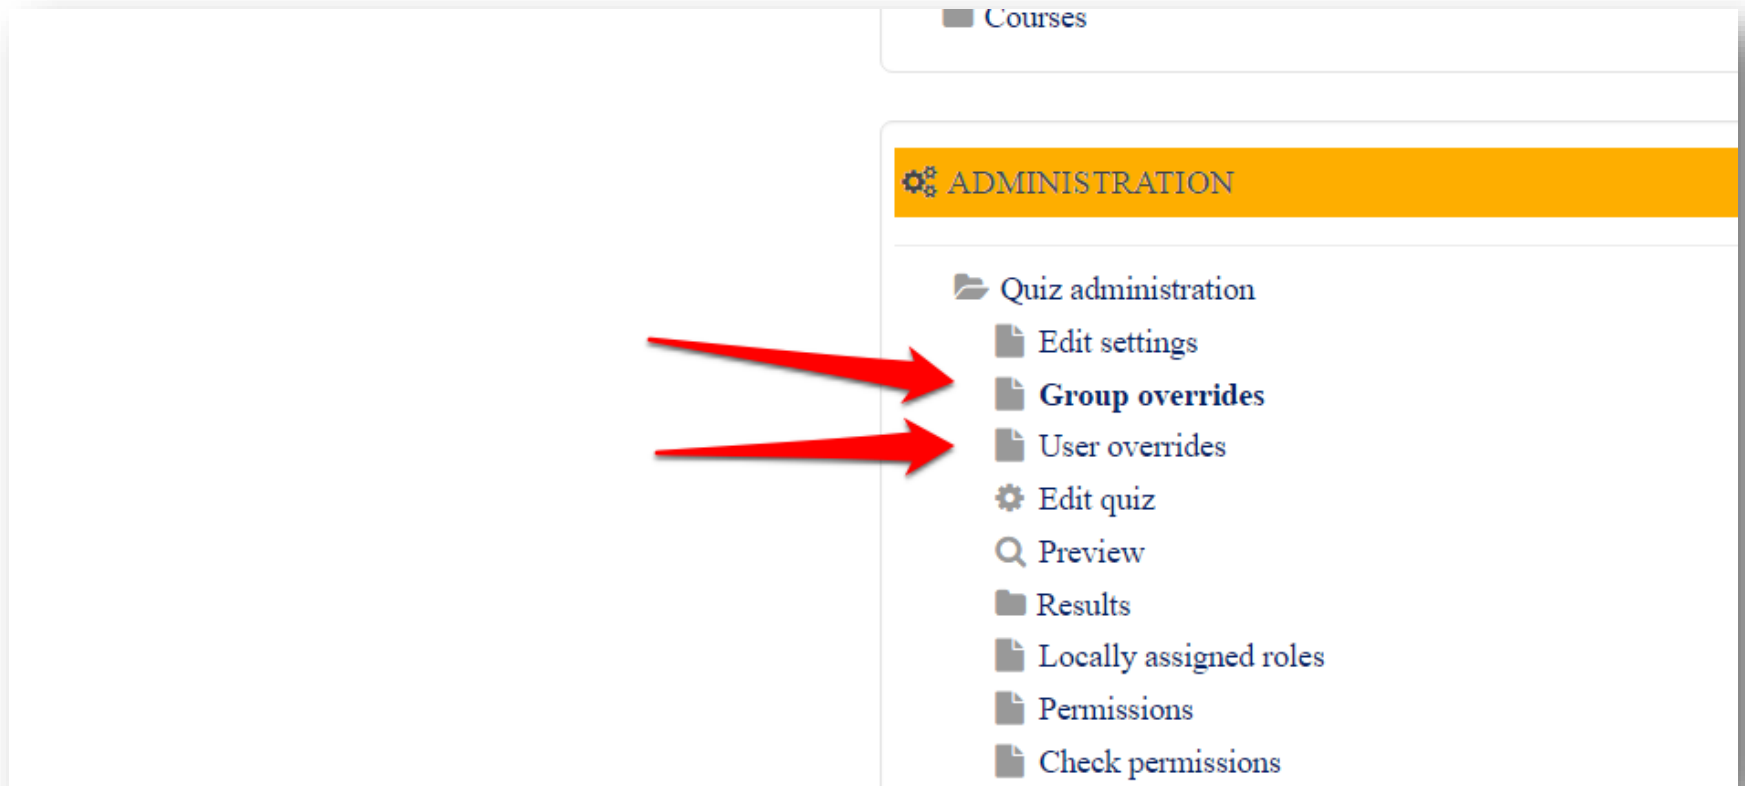 Courses
ADMINISTRATION
Quiz administration
Edit settings
Group overrides
User overrides
Edit quiz
Preview
Results
Locally assigned roles
Permissions
Check permissions